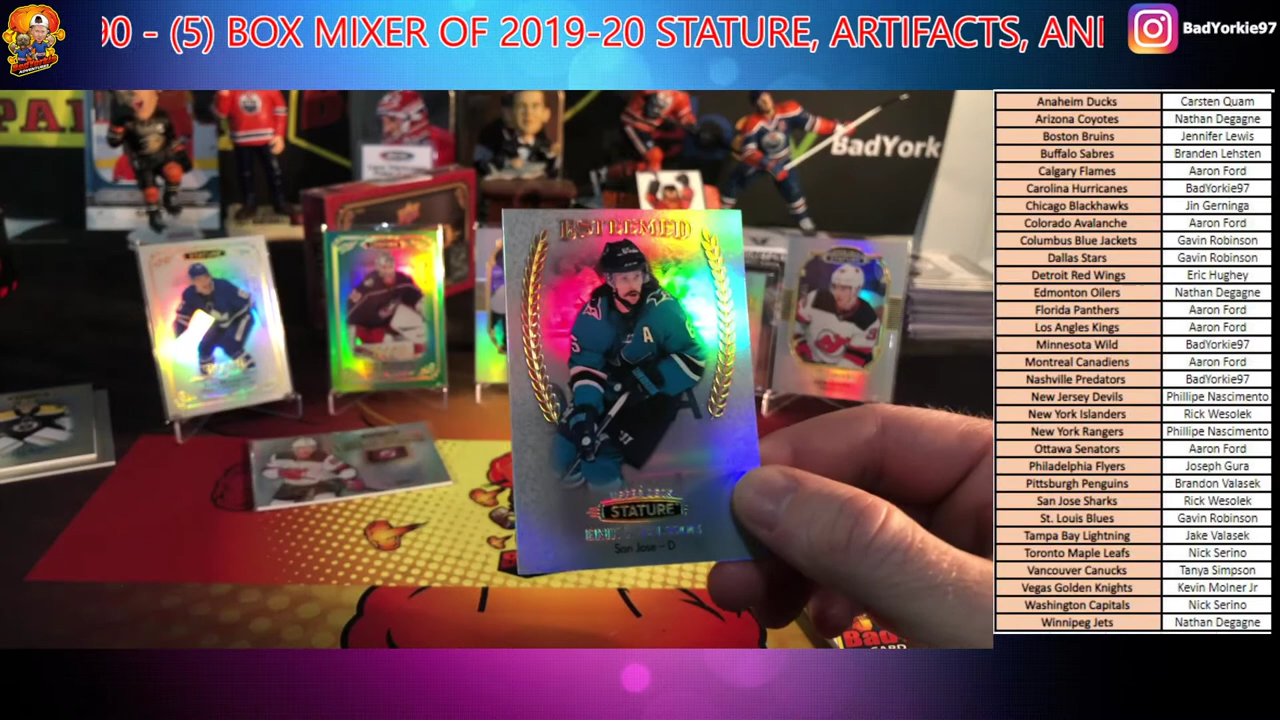 90 - (5) BOX MIXER OF 2019-20 STATURE, ARTIFACTS, ANI
BadYorkie97
BadYork
ESTEEMED
A
UPPER DECK
STATURE
San Jose - D
Anaheim Ducks Carsten Quam
Arizona Coyotes Nathan Degagne
Boston Bruins Jennifer Lewis
Buffalo Sabres Branden Lehsten
Calgary Flames Aaron Ford
Carolina Hurricanes BadYorkie97
Chicago Blackhawks Jin Gerninga
Colorado Avalanche Aaron Ford
Columbus Blue Jackets Gavin Robinson
Dallas Stars Gavin Robinson
Detroit Red Wings Eric Hughey
Edmonton Oilers Nathan Degagne
Florida Panthers Aaron Ford
Los Angeles Kings Aaron Ford
Minnesota Wild BadYorkie97
Montreal Canadiens Aaron Ford
Nashville Predators BadYorkie97
New Jersey Devils Phillipe Nascimento
New York Islanders Rick Wesolek
New York Rangers Phillipe Nascimento
Ottawa Senators Aaron Ford
Philadelphia Flyers Joseph Gura
Pittsburgh Penguins Brandon Valasek
San Jose Sharks Rick Wesolek
St. Louis Blues Gavin Robinson
Tampa Bay Lightning Jake Valasek
Toronto Maple Leafs Nick Serino
Vancouver Canucks Tanya Simpson
Vegas Golden Knights Kevin Molner Jr
Washington Capitals Nick Serino
Winnipeg Jets Nathan Degagne